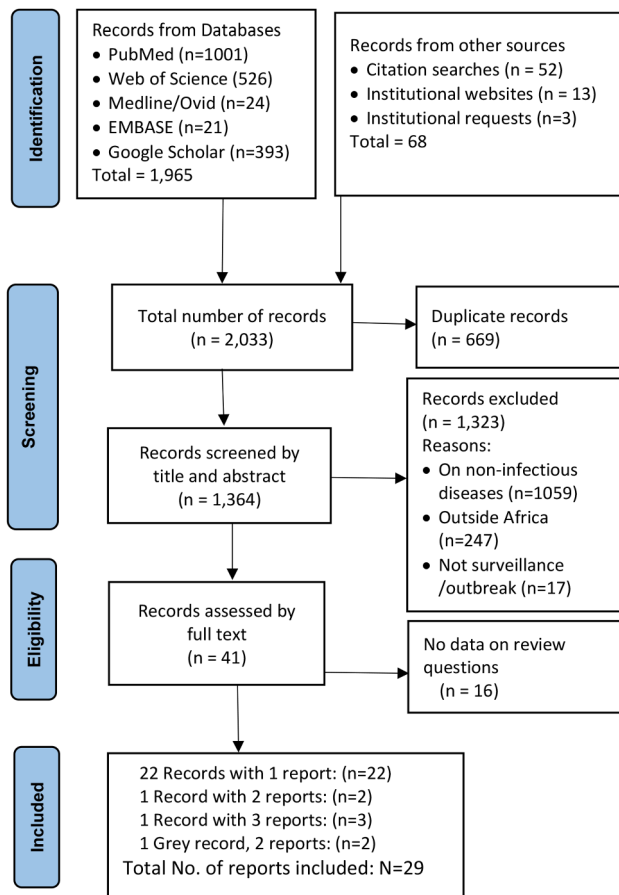 Identification
Records from Databases
• PubMed (n=1001)
• Web of Science (526)
• Medline/Ovid (n=24)
• EMBASE (n=21)
• Google Scholar (n=393)
Total = 1,965
Records from other sources
• Citation searches (n = 52)
• Institutional websites (n = 13)
• Institutional requests (n=3)
Total = 68
Screening
Total number of records
(n = 2,033)
Duplicate records
(n = 669)
Records screened by
title and abstract
(n = 1,364)
Records excluded
(n = 1,323)
Reasons:
• On non-infectious
diseases (n=1059)
• Outside Africa
(n=247)
• Not surveillance
/outbreak (n=17)
Eligibility
Records assessed by
full text
(n = 41)
No data on review
questions
(n = 16)
Included
22 Records with 1 report: (n=22)
1 Record with 2 reports: (n=2)
1 Record with 3 reports: (n=3)
1 Grey record, 2 reports: (n=2)
Total No. of reports included: N=29